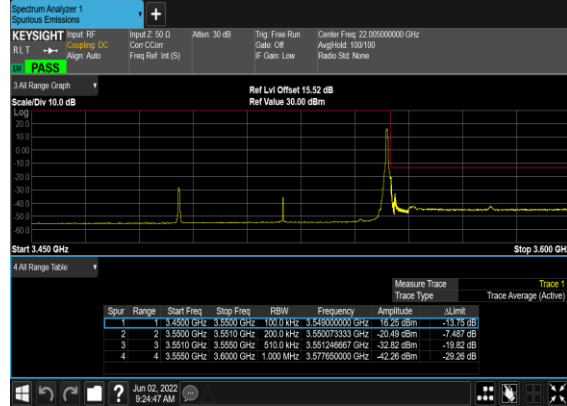 Spectrum Analyzer 1
Spurious Emissions
+
KEYSIGHT Input: RF Input Z: 50 Ω Atten: 30 dB Trig: Free Run Center Freq: 22.005000000 GHz
RLT Coupling: DC Corr CCorr Gate: Off Avg|Hold: 100/100
Align: Auto Freq Ref: Int (S) IF Gain: Low Radio Std: None
LW PASS
3 All Range Graph
Ref Lvl Offset 15.52 dB
Scale/Div 10.0 dB Ref Value 30.00 dBm
Log
20.0
10.0
0.00
-10.0
-20.0
-30.0
-40.0
-50.0
-60.0
Start 3.450 GHz Stop 3.600 GHz
4 All Range Table
Measure Trace Trace 1
Trace Type Trace Average (Active)
Spur Range Start Freq Stop Freq RBW Frequency Amplitude ΔLimit
1 1 3.4500 GHz 3.5500 GHz 100.0 kHz 3.549000000 GHz 16.25 dBm -13.75 dB
2 2 3.5500 GHz 3.5510 GHz 200.0 kHz 3.550073333 GHz -20.49 dBm -7.487 dB
3 3 3.5510 GHz 3.5550 GHz 510.0 kHz 3.551246667 GHz -32.82 dBm -19.82 dB
4 4 3.5550 GHz 3.6000 GHz 1.000 MHz 3.577650000 GHz -42.26 dBm -29.26 dB
? Jun 02, 2022
9:24:47 AM